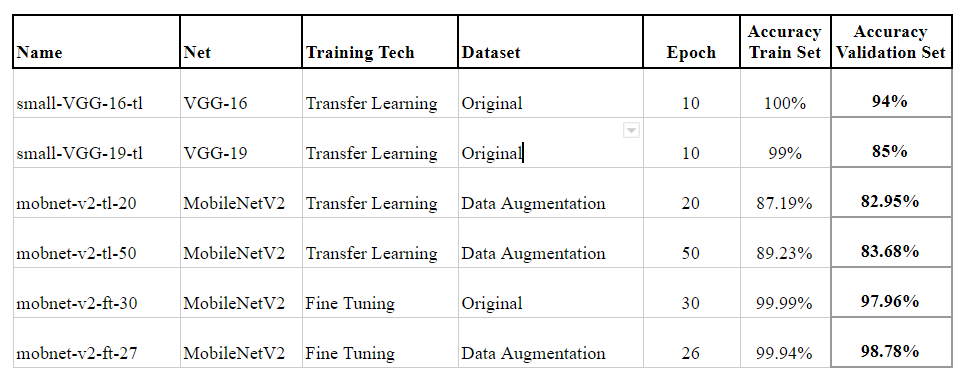 Name Net Training Tech Dataset Epoch Accuracy Train Set Accuracy Validation Set
small-VGG-16-tl VGG-16 Transfer Learning Original 10 100% 94%
small-VGG-19-tl VGG-19 Transfer Learning Original 10 99% 85%
mobnet-v2-tl-20 MobileNetV2 Transfer Learning Data Augmentation 20 87.19% 82.95%
mobnet-v2-tl-50 MobileNetV2 Transfer Learning Data Augmentation 50 89.23% 83.68%
mobnet-v2-ft-30 MobileNetV2 Fine Tuning Original 30 99.99% 97.96%
mobnet-v2-ft-27 MobileNetV2 Fine Tuning Data Augmentation 26 99.94% 98.78%